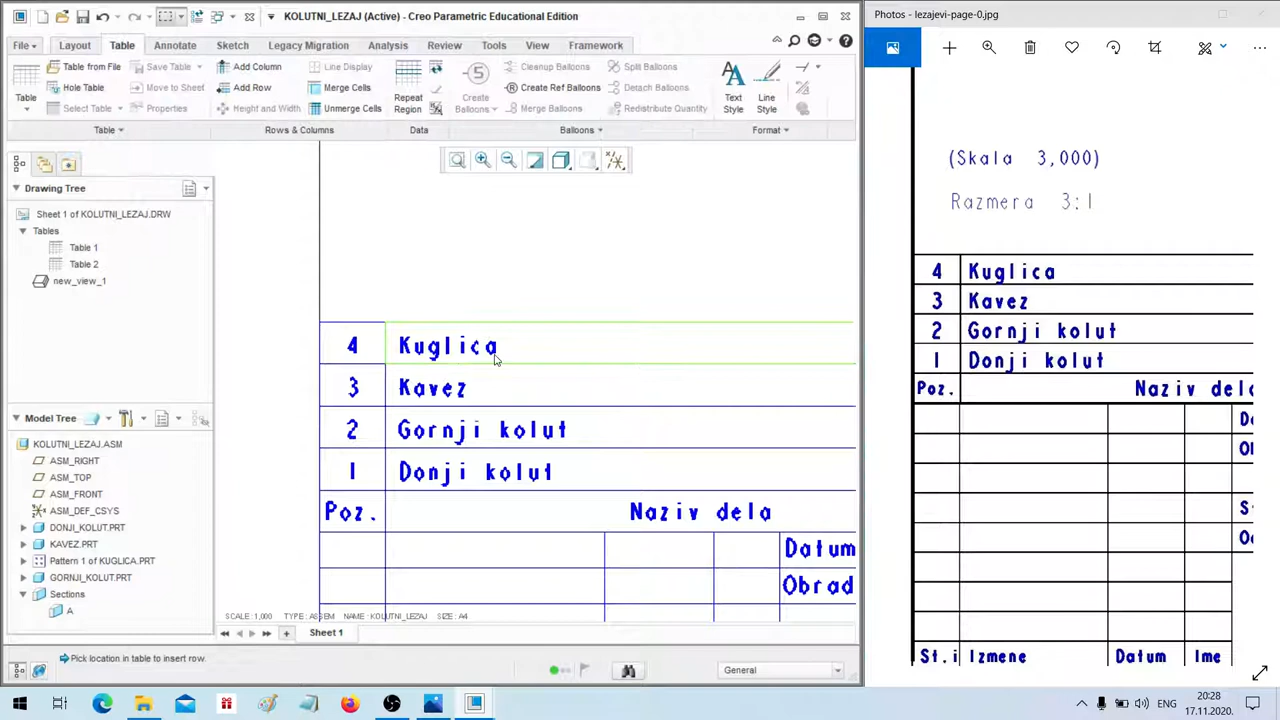 KOLUTNI_LEZAJ (Active) - Creo Parametric Educational Edition
File
Layout
Table
Annotate
Sketch
Legacy Migration
Analysis
Review
Tools
View
Framework
Table
Table from File
Hole Table
Select Table
Save Table
Move to Sheet
Properties
Table
Add Column
Add Row
Height and Width
Line Display
Merge Cells
Unmerge Cells
Rows & Columns
Repeat Region
Data
Create Balloons
Cleanup Balloons
Create Ref Balloons
Merge Balloons
Split Balloons
Detach Balloons
Redistribute Quantity
Balloons
Text Style
Line Style
Format
Drawing Tree
Sheet 1 of KOLUTNI_LEZAJ.DRW
Tables
Table 1
Table 2
new_view_1
Model Tree
KOLUTNI_LEZAJ.ASM
ASM_RIGHT
ASM_TOP
ASM_FRONT
ASM_DEF_CSYS
DONJI_KOLUT.PRT
KAVEZ.PRT
Pattern 1 of KUGLICA.PRT
GORNJI_KOLUT.PRT
Sections
A
4 Kuglica
3 Kavez
2 Gornji kolut
1 Donji kolut
Poz. Naziv dela
Datum
Obrad
SCALE : 1,000 TYPE : ASSEM NAME : KOLUTNI_LEZAJ SIZE : A4
Sheet 1
Pick location in table to insert row.
General
Photos - lezajevi-page-0.jpg
(Skala 3,000)
Razmera 3:1
4 Kuglica
3 Kavez
2 Gornji kolut
1 Donji kolut
Poz. Naziv dela
St.i Izmene Datum Ime
ENG
20:28
17.11.2020.